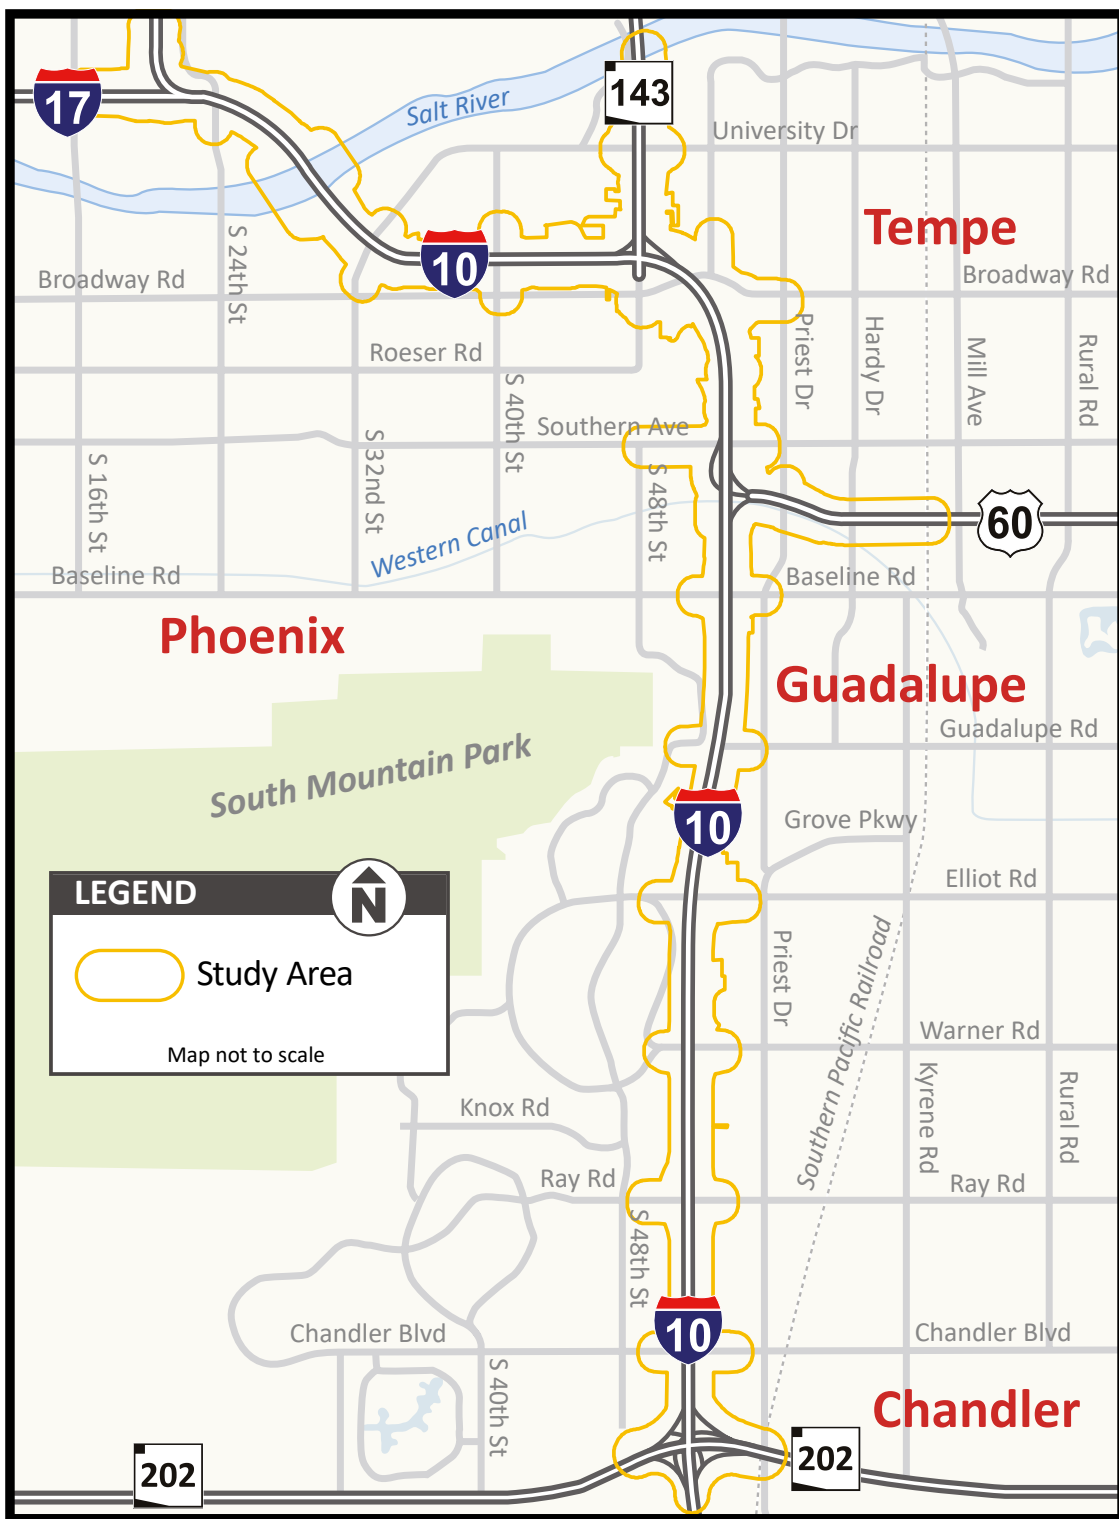 17
143
Salt River
University Dr
Tempe
S 24th St
10
Broadway Rd
Broadway Rd
Priest Dr
Hardy Dr
Mill Ave
Rural Rd
Roeser Rd
S 40th St
Southern Ave
S 16th St
S 32nd St
S 48th St
60
Western Canal
Baseline Rd
Baseline Rd
Phoenix
Guadalupe
Guadalupe Rd
South Mountain Park
10
Grove Pkwy
Elliot Rd
LEGEND
N
Study Area
Map not to scale
Priest Dr
Southern Pacific Railroad
Warner Rd
Kyrene Rd
Rural Rd
Knox Rd
Ray Rd
Ray Rd
S 48th St
10
Chandler Blvd
Chandler Blvd
S 40th St
Chandler
202
202